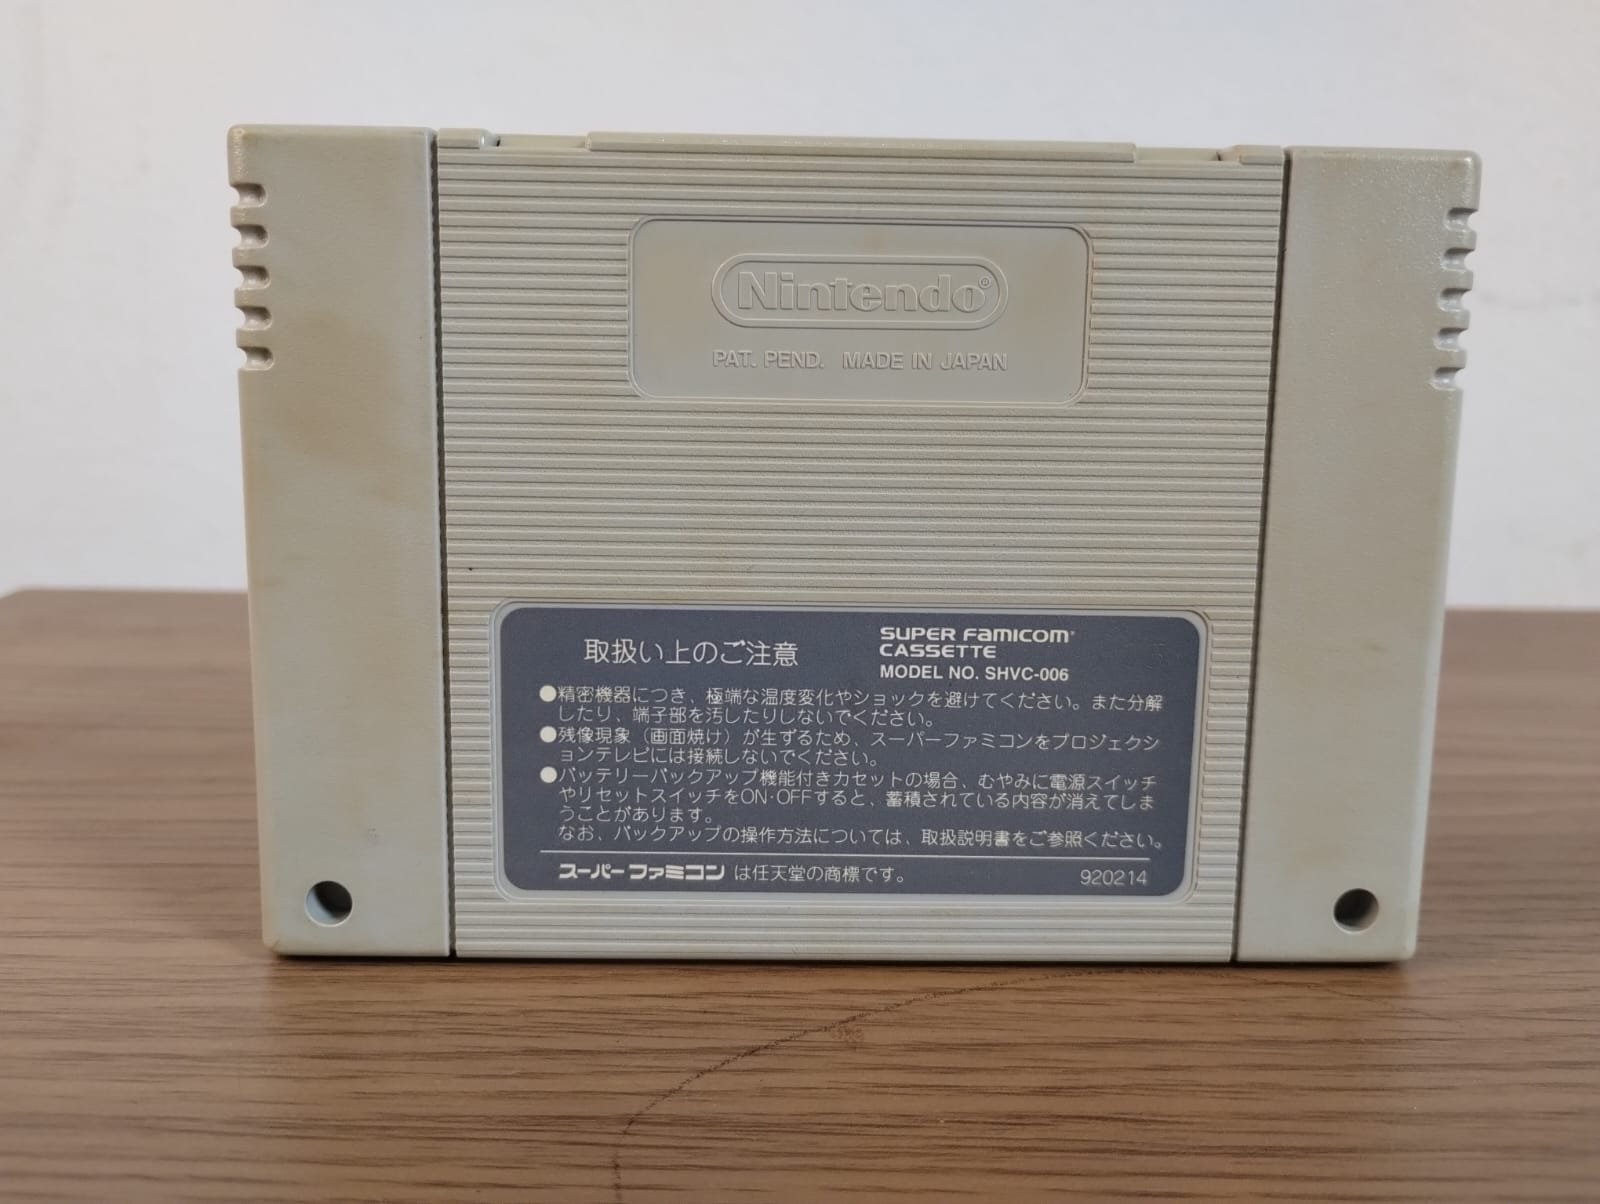 Nintendo®
PAT. PEND. MADE IN JAPAN
取扱い上のご注意
SUPER FAMICOM
CASSETTE
MODEL NO. SHVC-006
●精密機器につき、極端な温度変化やショックを避けてください。また分解
したり、端子部を汚したりしないでください。
●残像現象（画面焼け）が生ずるため、スーパーファミコンをプロジェクシ
ョンテレビには接続しないでください。
●バッテリーバックアップ機能付きカセットの場合、むやみに電源スイッチ
やリセットスイッチをON·OFFすると、蓄積されている内容が消えてしま
うことがあります。
なお、バックアップの操作方法については、取扱説明書をご参照ください。
スーパーファミコンは任天堂の商標です。
920214